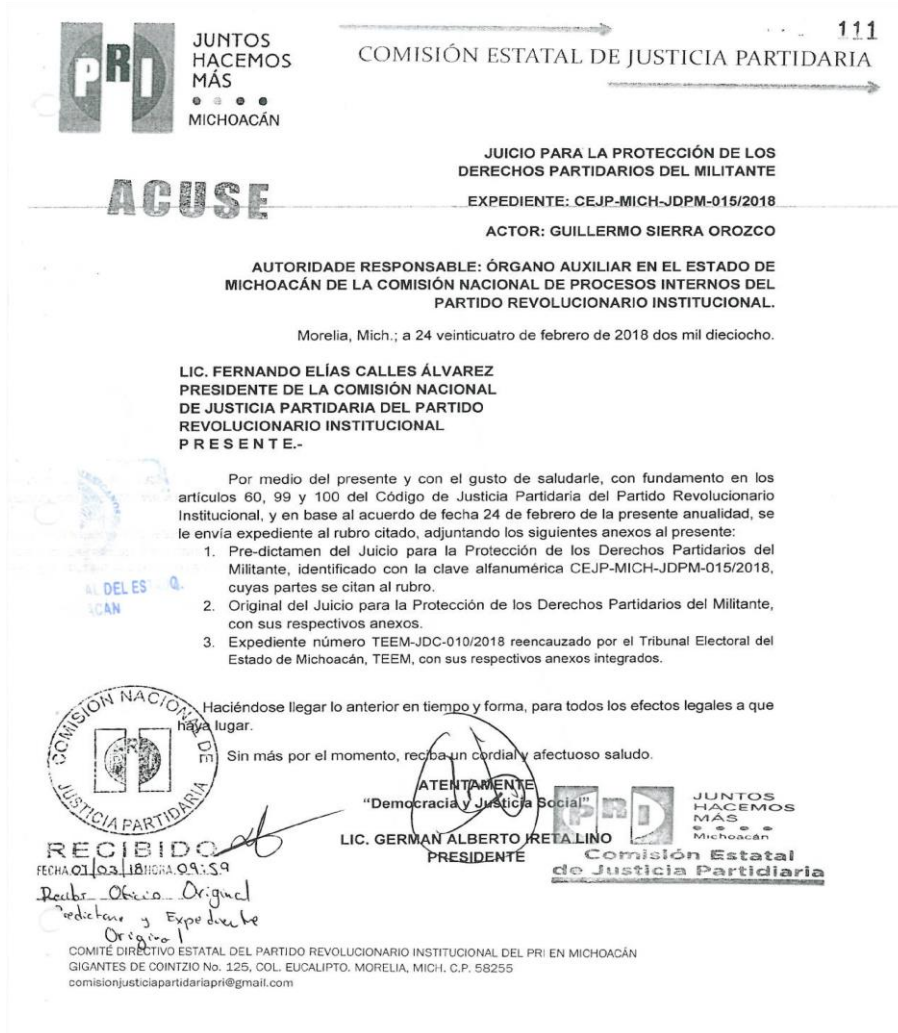 111
PRI
JUNTOS
HACEMOS
MÁS
MICHOACÁN
COMISIÓN ESTATAL DE JUSTICIA PARTIDARIA
ACUSE
JUICIO PARA LA PROTECCIÓN DE LOS
DERECHOS PARTIDARIOS DEL MILITANTE
EXPEDIENTE: CEJP-MICH-JDPM-015/2018
ACTOR: GUILLERMO SIERRA OROZCO
AUTORIDADE RESPONSABLE: ÓRGANO AUXILIAR EN EL ESTADO DE
MICHOACÁN DE LA COMISIÓN NACIONAL DE PROCESOS INTERNOS DEL
PARTIDO REVOLUCIONARIO INSTITUCIONAL.
Morelia, Mich.; a 24 veinticuatro de febrero de 2018 dos mil dieciocho.
LIC. FERNANDO ELÍAS CALLES ÁLVAREZ
PRESIDENTE DE LA COMISIÓN NACIONAL
DE JUSTICIA PARTIDARIA DEL PARTIDO
REVOLUCIONARIO INSTITUCIONAL
P R E S E N T E.-
Por medio del presente y con el gusto de saludarle, con fundamento en los
artículos 60, 99 y 100 del Código de Justicia Partidaria del Partido Revolucionario
Institucional, y en base al acuerdo de fecha 24 de febrero de la presente anualidad, se
le envía expediente al rubro citado, adjuntando los siguientes anexos al presente:
1. Pre-dictamen del Juicio para la Protección de los Derechos Partidarios del
Militante, identificado con la clave alfanumérica CEJP-MICH-JDPM-015/2018,
cuyas partes se citan al rubro.
2. Original del Juicio para la Protección de los Derechos Partidarios del Militante,
con sus respectivos anexos.
3. Expediente número TEEM-JDC-010/2018 reencauzado por el Tribunal Electoral del
Estado de Michoacán, TEEM, con sus respectivos anexos integrados.
DEL ES
Haciéndose llegar lo anterior en tiempo y forma, para todos los efectos legales a que
haya lugar.
Sin más por el momento, reciba un cordial y afectuoso saludo.
ATENTAMENTE
"Democracia y Justicia Social"
LIC. GERMAN ALBERTO IRETA LINO
PRESIDENTE
PRI
JUNTOS
HACEMOS
MÁS
Michoacán
Comisión Estatal
de Justicia Partidiaria
COMISIÓN NACIONAL DE
JUSTICIA PARTIDARIA
PRI
RECIBIDO
FECHA 01/03/18 HORA 09:59
Recibí Oficio Original
Predictamen y Expediente
Original
COMITÉ DIRECTIVO ESTATAL DEL PARTIDO REVOLUCIONARIO INSTITUCIONAL DEL PRI EN MICHOACÁN
GIGANTES DE COINTZIO No. 125, COL. EUCALIPTO. MORELIA, MICH. C.P. 58255
comisionjusticiapartidariapri@gmail.com